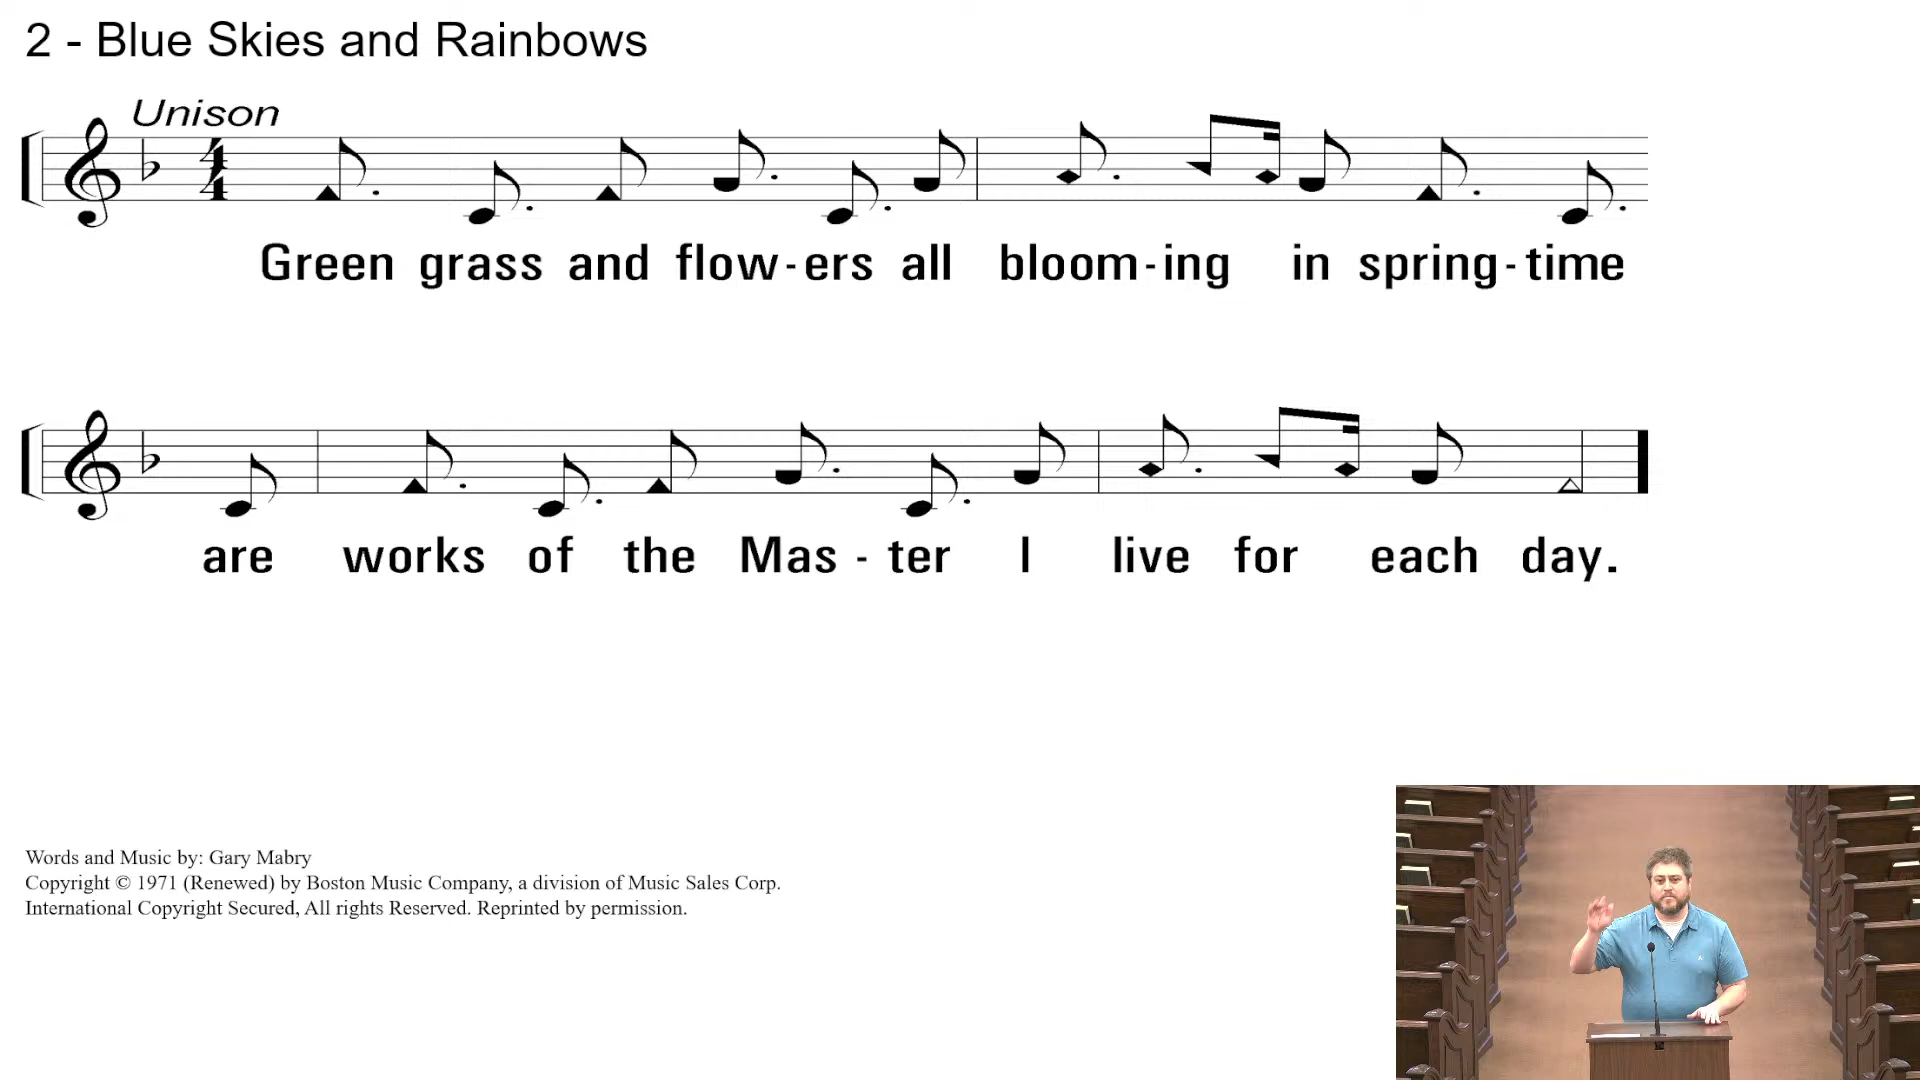 2 - Blue Skies and Rainbows
Unison
4
4
Green grass and flow-ers all bloom-ing in spring-time
are works of the Mas - ter I live for each day.
Words and Music by: Gary Mabry
Copyright © 1971 (Renewed) by Boston Music Company, a division of Music Sales Corp.
International Copyright Secured, All rights Reserved. Reprinted by permission.